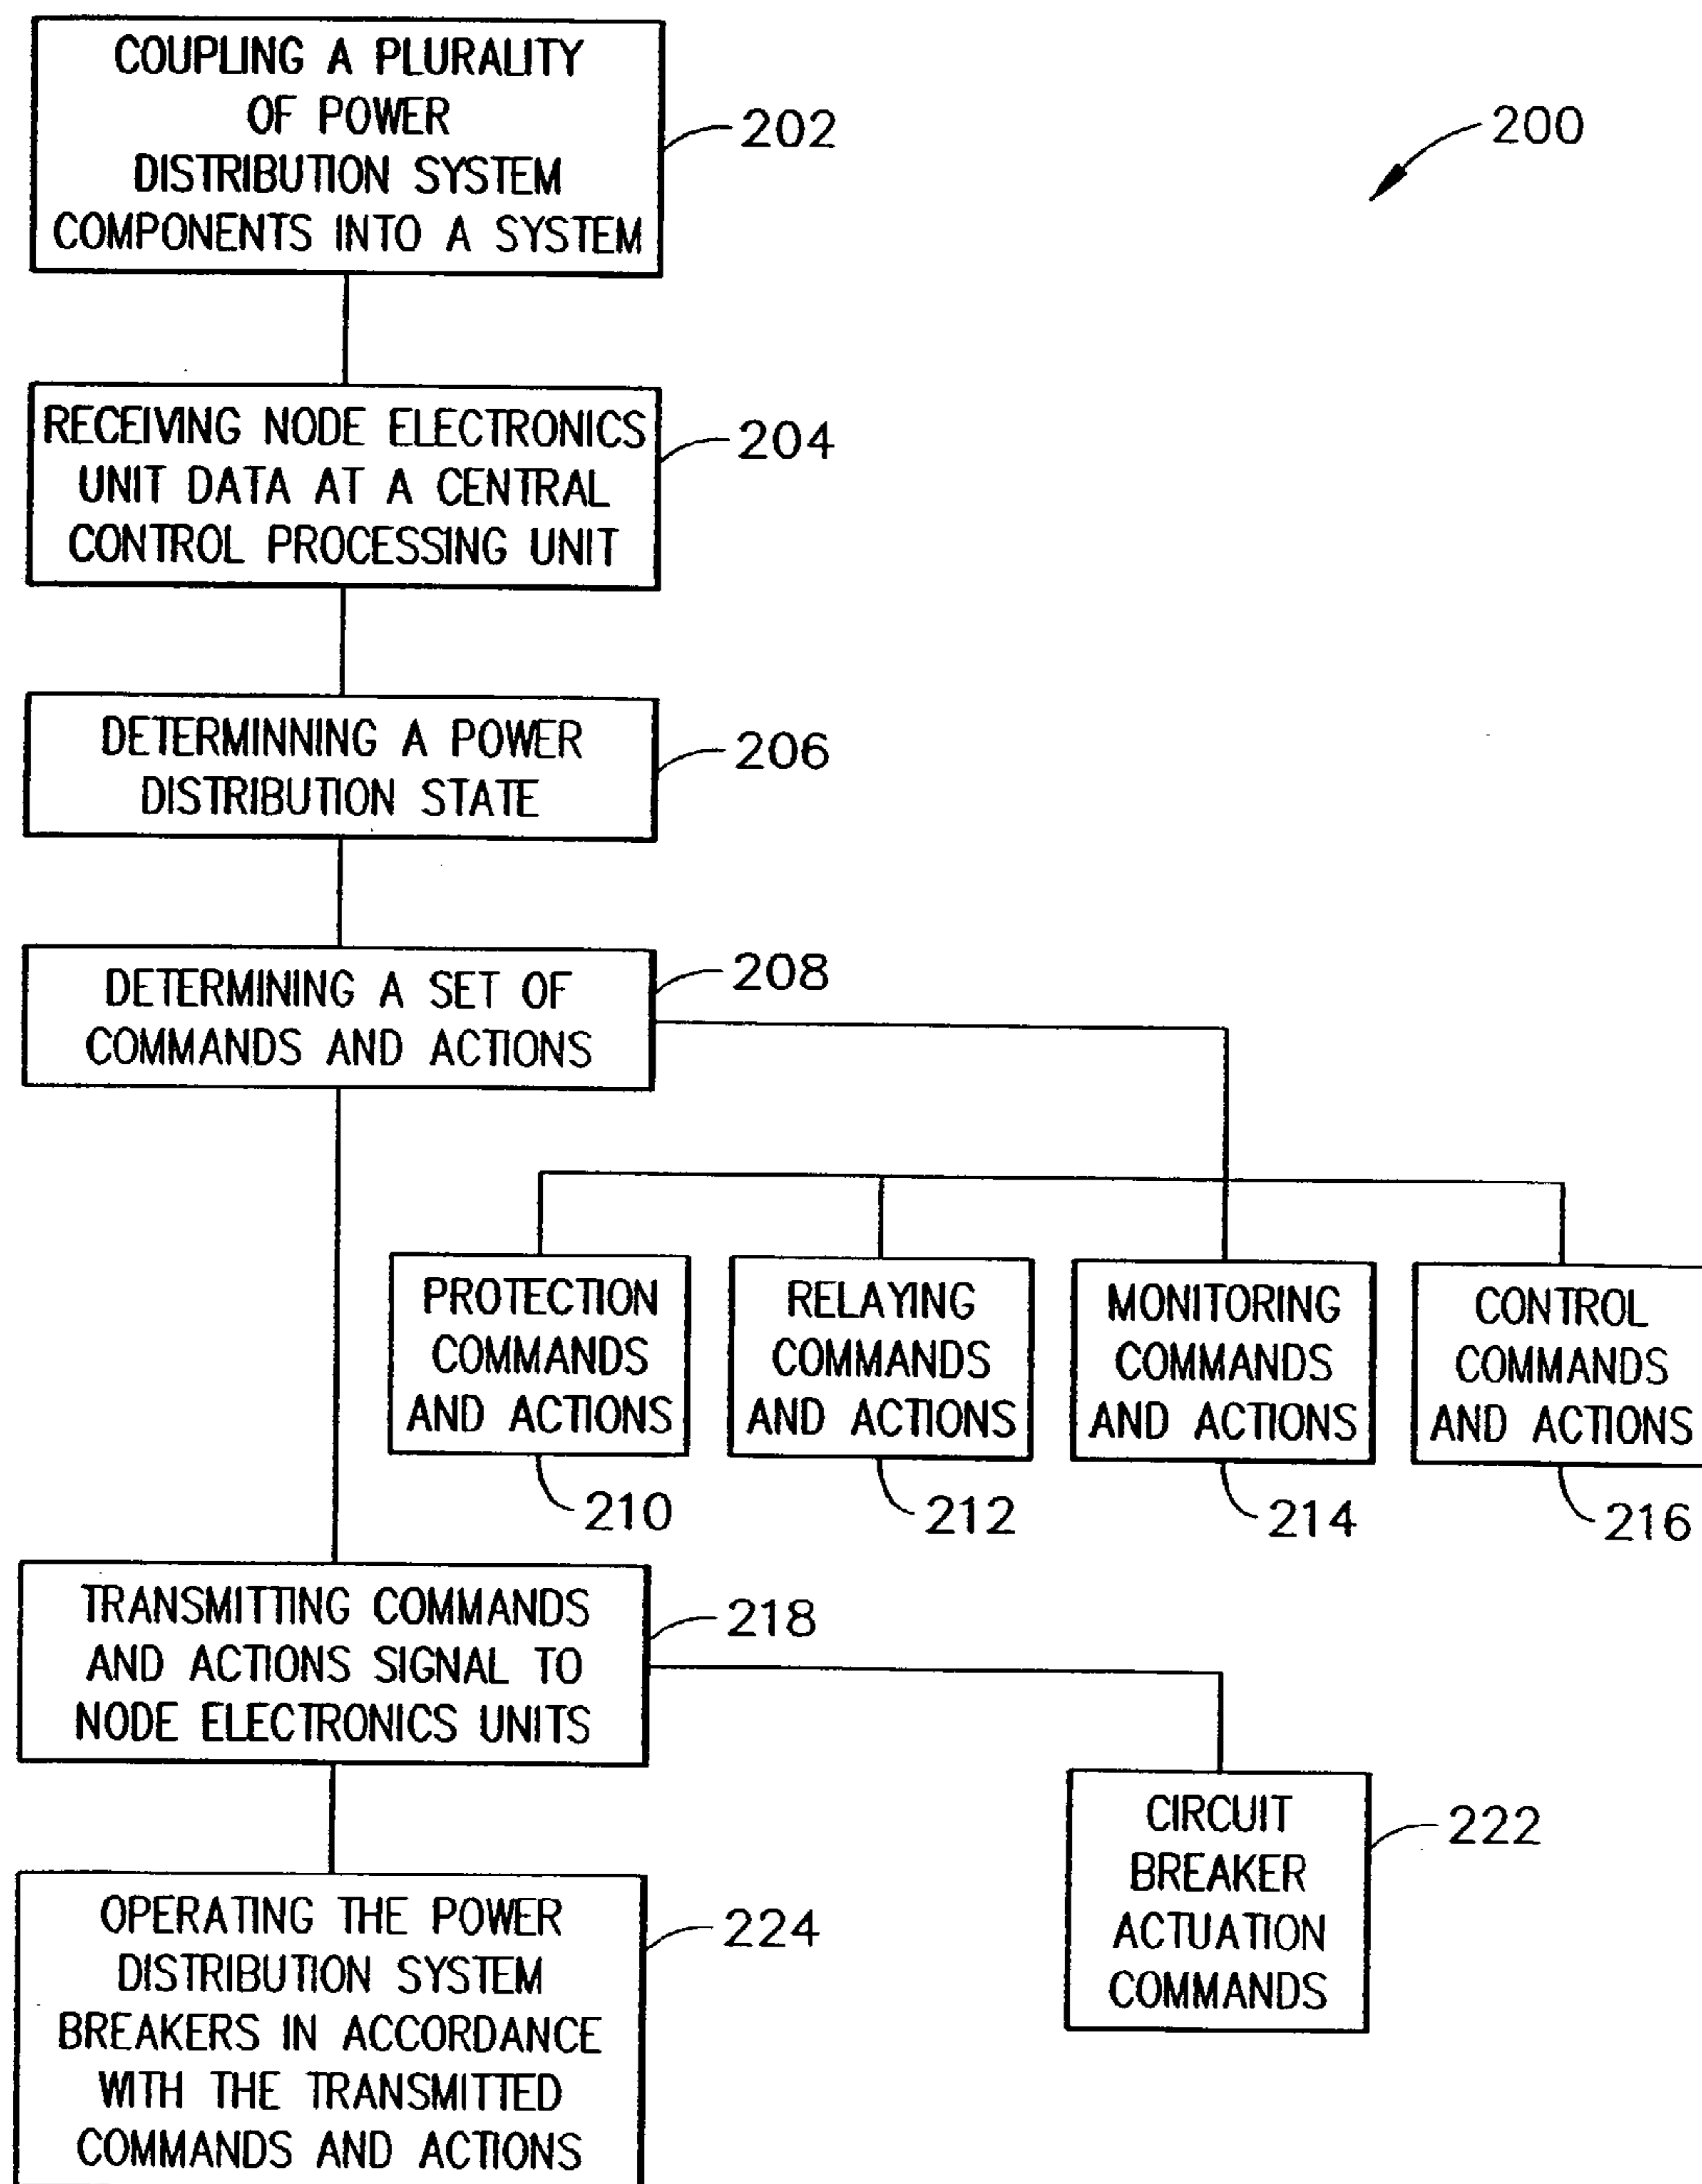 COUPLING A PLURALITY
OF POWER
DISTRIBUTION SYSTEM
COMPONENTS INTO A SYSTEM
202
200
RECEIVING NODE ELECTRONICS
UNIT DATA AT A CENTRAL
CONTROL PROCESSING UNIT
204
DETERMINNING A POWER
DISTRIBUTION STATE
206
DETERMINING A SET OF
COMMANDS AND ACTIONS
208
PROTECTION
COMMANDS
AND ACTIONS
210
RELAYING
COMMANDS
AND ACTIONS
212
MONITORING
COMMANDS
AND ACTIONS
214
CONTROL
COMMANDS
AND ACTIONS
216
TRANSMITTING COMMANDS
AND ACTIONS SIGNAL TO
NODE ELECTRONICS UNITS
218
CIRCUIT
BREAKER
ACTUATION
COMMANDS
222
OPERATING THE POWER
DISTRIBUTION SYSTEM
BREAKERS IN ACCORDANCE
WITH THE TRANSMITTED
COMMANDS AND ACTIONS
224